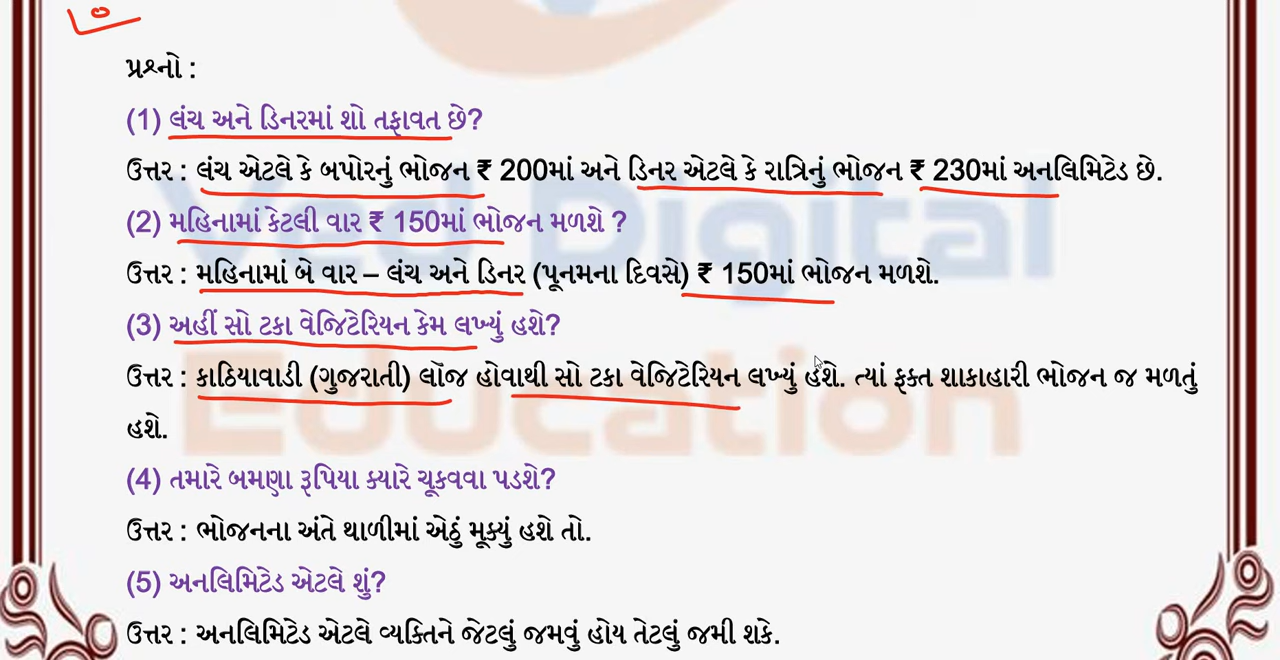 પ્રશ્નો :
(1) લંચ અને ડિનરમાં શો તફાવત છે?
ઉત્તર : લંચ એટલે કે બપોરનું ભોજન ₹ 200માં અને ડિનર એટલે કે રાત્રિનું ભોજન ₹ 230માં અનલિમિટેડ છે.
(2) મહિનામાં કેટલી વાર ₹ 150માં ભોજન મળશે ?
ઉત્તર : મહિનામાં બે વાર – લંચ અને ડિનર (પૂનમના દિવસે) ₹ 150માં ભોજન મળશે.
(3) અહીં સો ટકા વેજિટેરિયન કેમ લખ્યું હશે?
ઉત્તર : કાઠિયાવાડી (ગુજરાતી) લૉજ હોવાથી સો ટકા વેજિટેરિયન લખ્યું હશે. ત્યાં ફક્ત શાકાહારી ભોજન જ મળતું
હશે.
(4) તમારે બમણા રૂપિયા ક્યારે ચૂકવવા પડશે?
ઉત્તર : ભોજનના અંતે થાળીમાં એઠું મૂક્યું હશે તો.
(5) અનલિમિટેડ એટલે શું?
ઉત્તર : અનલિમિટેડ એટલે વ્યક્તિને જેટલું જમવું હોય તેટલું જમી શકે.
Ved Digital
Education